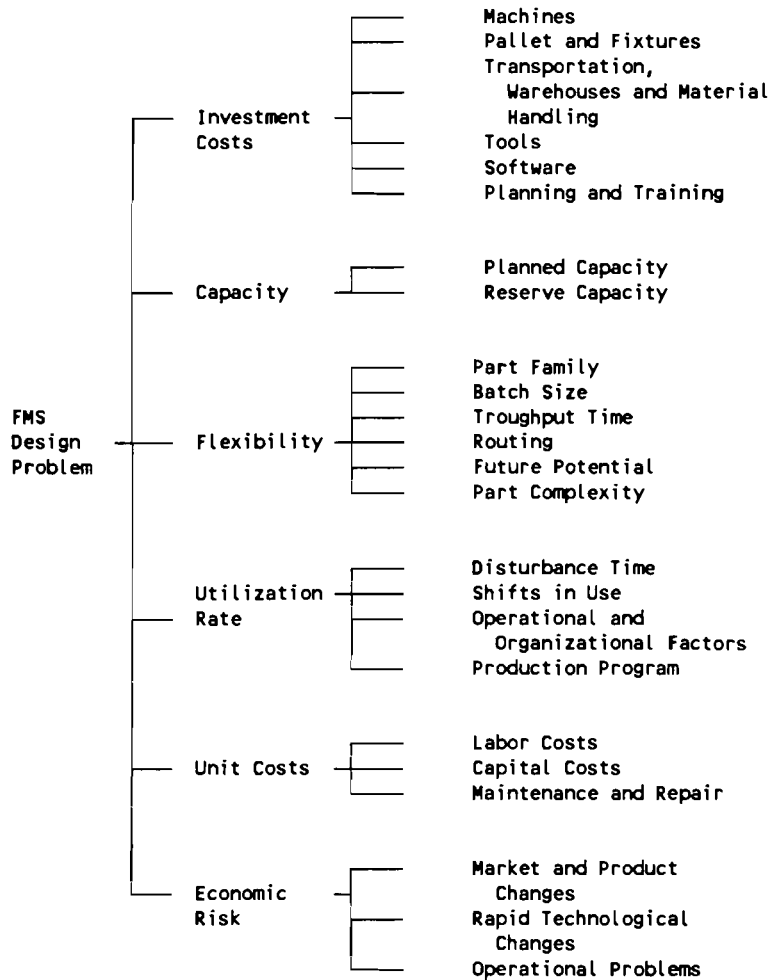 Machines
Pallet and Fixtures
Transportation,
Warehouses and Material
Handling
Investment
Costs
Tools
Software
Planning and Training
Planned Capacity
Capacity
Reserve Capacity
Part Family
Batch Size
Troughput Time
FMS
Design
Problem
Flexibility
Routing
Future Potential
Part Complexity
Disturbance Time
Utilization
Rate
Shifts in Use
Operational and
Organizational Factors
Production Program
Labor Costs
Unit Costs
Capital Costs
Maintenance and Repair
Market and Product
Changes
Economic
Risk
Rapid Technological
Changes
Operational Problems